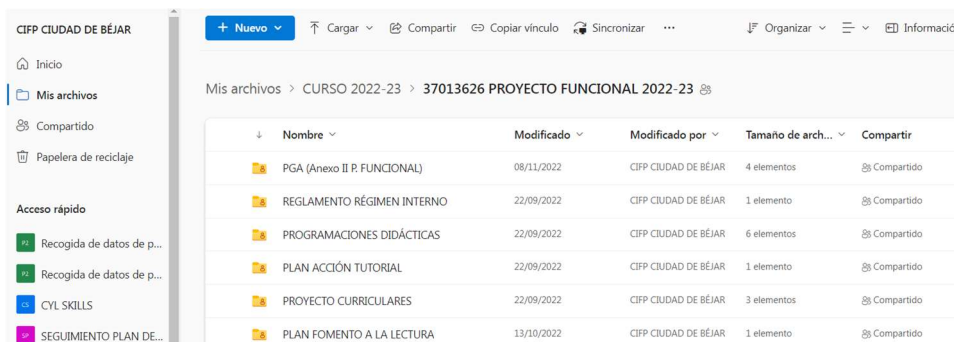 CIFP CIUDAD DE BÉJAR
Inicio
Mis archivos
Compartido
Papelera de reciclaje
Acceso rápido
P2 Recogida de datos de p...
P2 Recogida de datos de p...
CS CYL SKILLS
SP SEGUIMIENTO PLAN DE...
+ Nuevo Cargar Compartir Copiar vínculo Sincronizar ... Organizar Informació
Mis archivos > CURSO 2022-23 > 37013626 PROYECTO FUNCIONAL 2022-23
Nombre Modificado Modificado por Tamaño de arch... Compartir
PGA (Anexo II P. FUNCIONAL) 08/11/2022 CIFP CIUDAD DE BÉJAR 4 elementos Compartido
REGLAMENTO RÉGIMEN INTERNO 22/09/2022 CIFP CIUDAD DE BÉJAR 1 elemento Compartido
PROGRAMACIONES DIDÁCTICAS 22/09/2022 CIFP CIUDAD DE BÉJAR 6 elementos Compartido
PLAN ACCIÓN TUTORIAL 22/09/2022 CIFP CIUDAD DE BÉJAR 1 elemento Compartido
PROYECTO CURRICULARES 22/09/2022 CIFP CIUDAD DE BÉJAR 3 elementos Compartido
PLAN FOMENTO A LA LECTURA 13/10/2022 CIFP CIUDAD DE BÉJAR 1 elemento Compartido